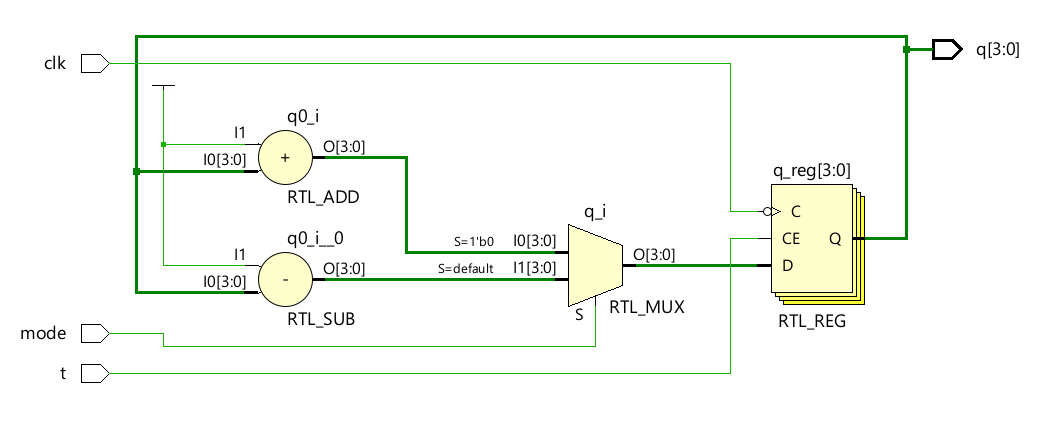 q[3:0]
clk
q0_i
I1
O[3:0]
I0[3:0]
+
RTL_ADD
q_reg[3:0]
q_i
C
S=1'b0
I0[3:0]
CE
Q
q0_i__0
I1
O[3:0]
S=default
I1[3:0]
O[3:0]
D
I0[3:0]
-
RTL_SUB
S
RTL_MUX
RTL_REG
mode
t